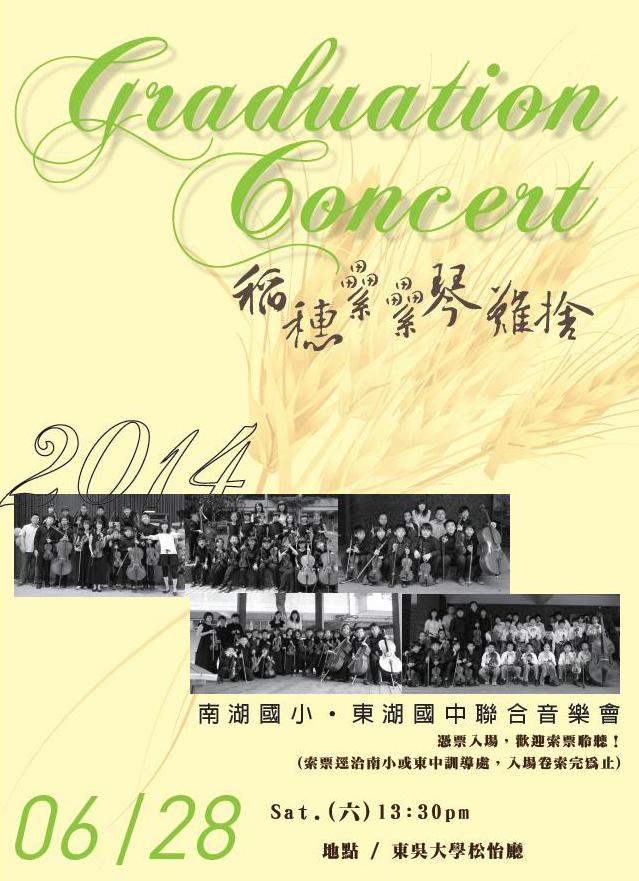 Graduation
Concert
稻穗纍纍琴難捨
2014
南湖國小・東湖國中聯合音樂會
憑票入場，歡迎索票聆聽！
(索票逕洽南小或東中訓導處，入場卷索完為止)
06/28
Sat.(六)13:30pm
地點 / 東吳大學松怡廳